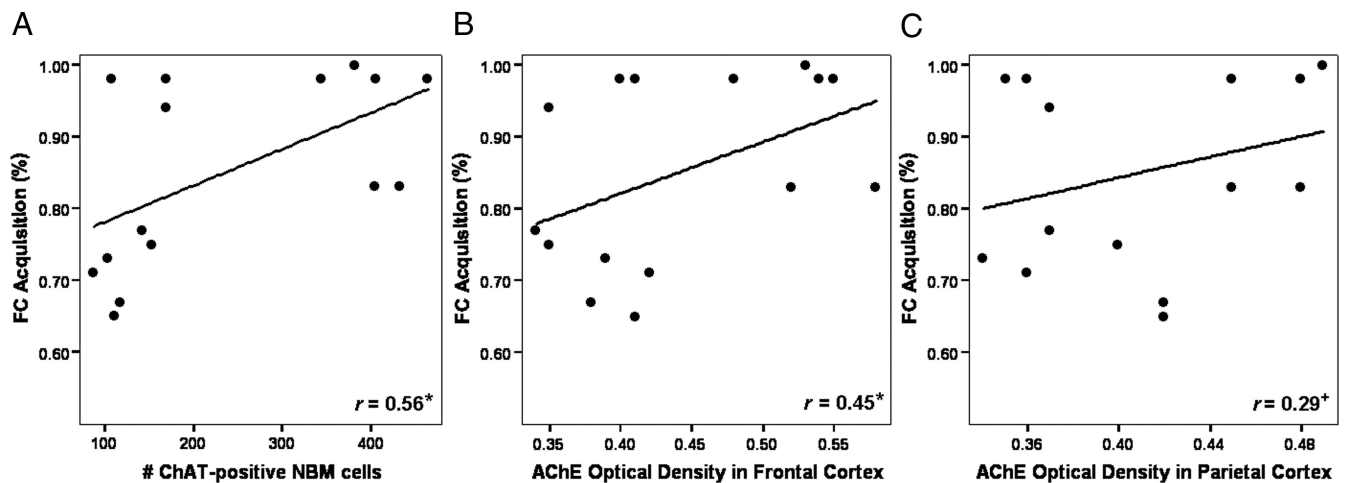 A B C
1.00 1.00 1.00
0.90 0.90 0.90
0.80 0.80 0.80
0.70 0.70 0.70
0.60 0.60 0.60
FC Acquisition (%) FC Acquisition (%) FC Acquisition (%)
r = 0.56* r = 0.45* r = 0.29+
100 200 300 400 0.35 0.40 0.45 0.50 0.55 0.36 0.40 0.44 0.48
# ChAT-positive NBM cells AChE Optical Density in Frontal Cortex AChE Optical Density in Parietal Cortex